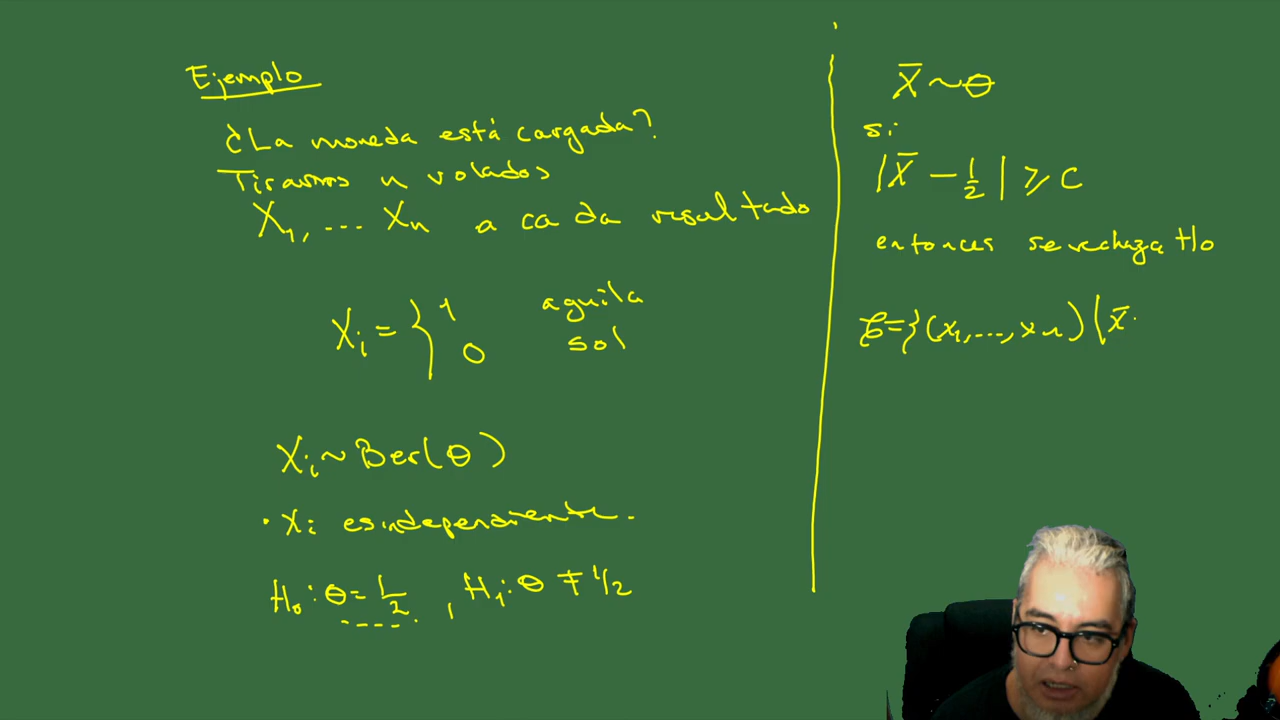 Ejemplo
¿La moneda está cargada?
Tiramos n volados
X₁, ... Xₙ a cada resultado
Xᵢ = { 1 aguila
0 sol
Xᵢ ~ Ber(θ)
· Xᵢ es independiente.
H₀: θ = 1/2 , H₁: θ ≠ 1/2
X̄ ~ θ
si
|X̄ - 1/2| ⩾ c
entonces se rechaza H₀
𝒞 = {(x₁, ..., xₙ) | x̄